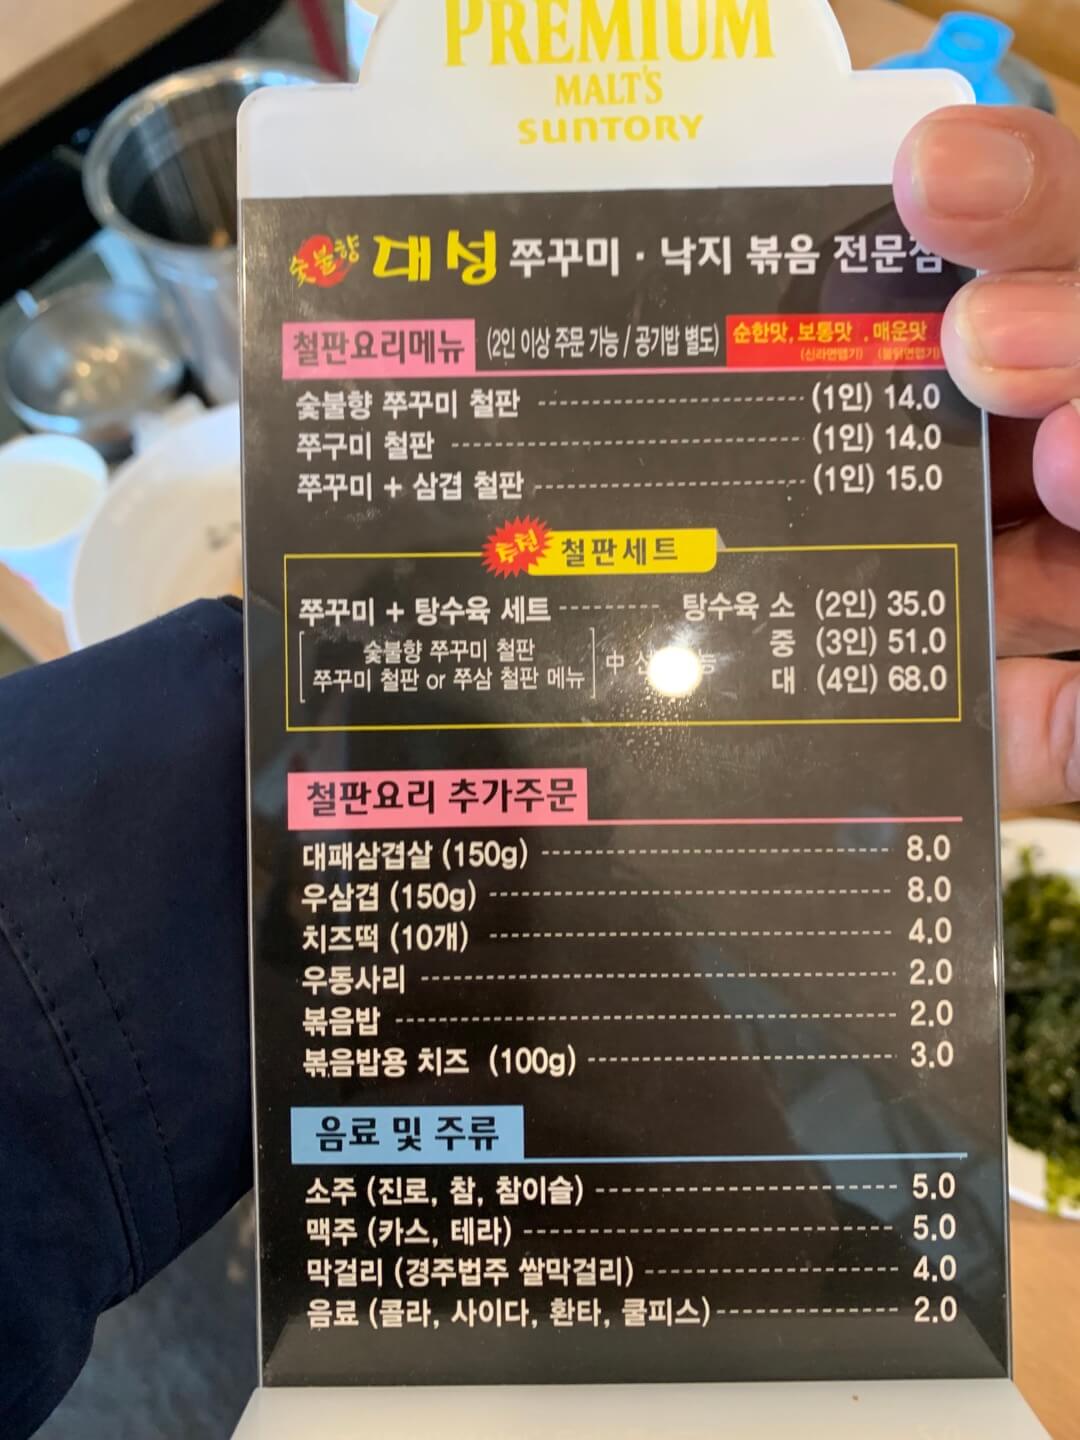 PREMIUM
MALT'S
SUNTORY
숯불향 대성 쭈꾸미 · 낙지 볶음 전문점
철판요리메뉴 (2인 이상 주문 가능 / 공기밥 별도) 순한맛, 보통맛, 매운맛
(신라면맵기) (불닭면맵기)
숯불향 쭈꾸미 철판 (1인) 14.0
쭈구미 철판 (1인) 14.0
쭈꾸미 + 삼겹 철판 (1인) 15.0
추천 철판세트
쭈꾸미 + 탕수육 세트 탕수육 소 (2인) 35.0
숯불향 쭈꾸미 철판 中 중 (3인) 51.0
쭈꾸미 철판 or 쭈삼 철판 메뉴 대 (4인) 68.0
철판요리 추가주문
대패삼겹살 (150g) 8.0
우삼겹 (150g) 8.0
치즈떡 (10개) 4.0
우동사리 2.0
볶음밥 2.0
볶음밥용 치즈 (100g) 3.0
음료 및 주류
소주 (진로, 참, 참이슬) 5.0
맥주 (카스, 테라) 5.0
막걸리 (경주법주 쌀막걸리) 4.0
음료 (콜라, 사이다, 환타, 쿨피스) 2.0